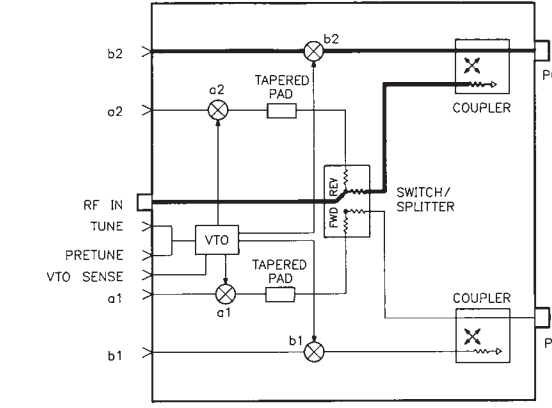 b2
b2
a2
TAPERED
PAD
a2
COUPLER
REV
RF IN
SWITCH/
SPLITTER
FWD
TUNE
VTO
PRETUNE
VTO SENSE
TAPERED
PAD
a1
a1
COUPLER
b1
b1